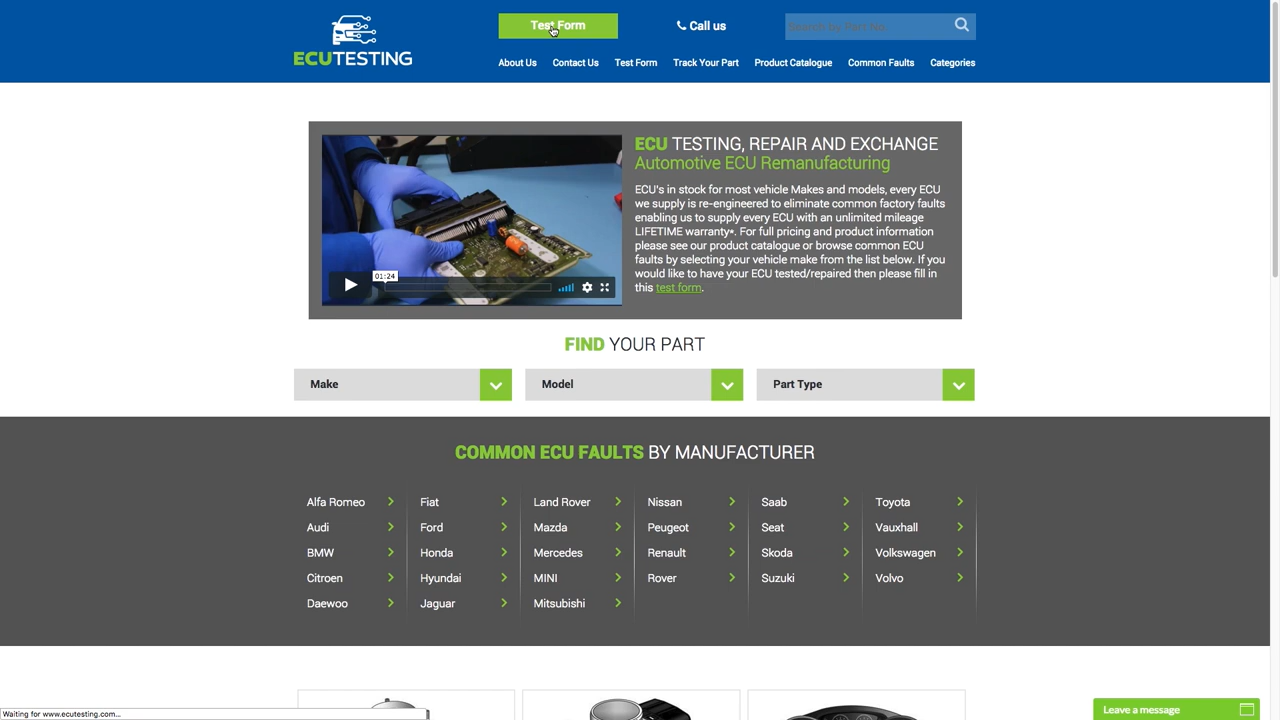 Test Form
Call us
Search by Part No.
ECUTESTING
About Us
Contact Us
Test Form
Track Your Part
Product Catalogue
Common Faults
Categories
ECU TESTING, REPAIR AND EXCHANGE
Automotive ECU Remanufacturing
ECU's in stock for most vehicle Makes and models, every ECU
we supply is re-engineered to eliminate common factory faults
enabling us to supply every ECU with an unlimited mileage
LIFETIME warranty*. For full pricing and product information
please see our product catalogue or browse common ECU
faults by selecting your vehicle make from the list below. If you
would like to have your ECU tested/repaired then please fill in
this test form.
01:24
FIND YOUR PART
Make
Model
Part Type
COMMON ECU FAULTS BY MANUFACTURER
Alfa Romeo
Audi
BMW
Citroen
Daewoo
Fiat
Ford
Honda
Hyundai
Jaguar
Land Rover
Mazda
Mercedes
MINI
Mitsubishi
Nissan
Peugeot
Renault
Rover
Saab
Seat
Skoda
Suzuki
Toyota
Vauxhall
Volkswagen
Volvo
Waiting for www.ecutesting.com...
Leave a message